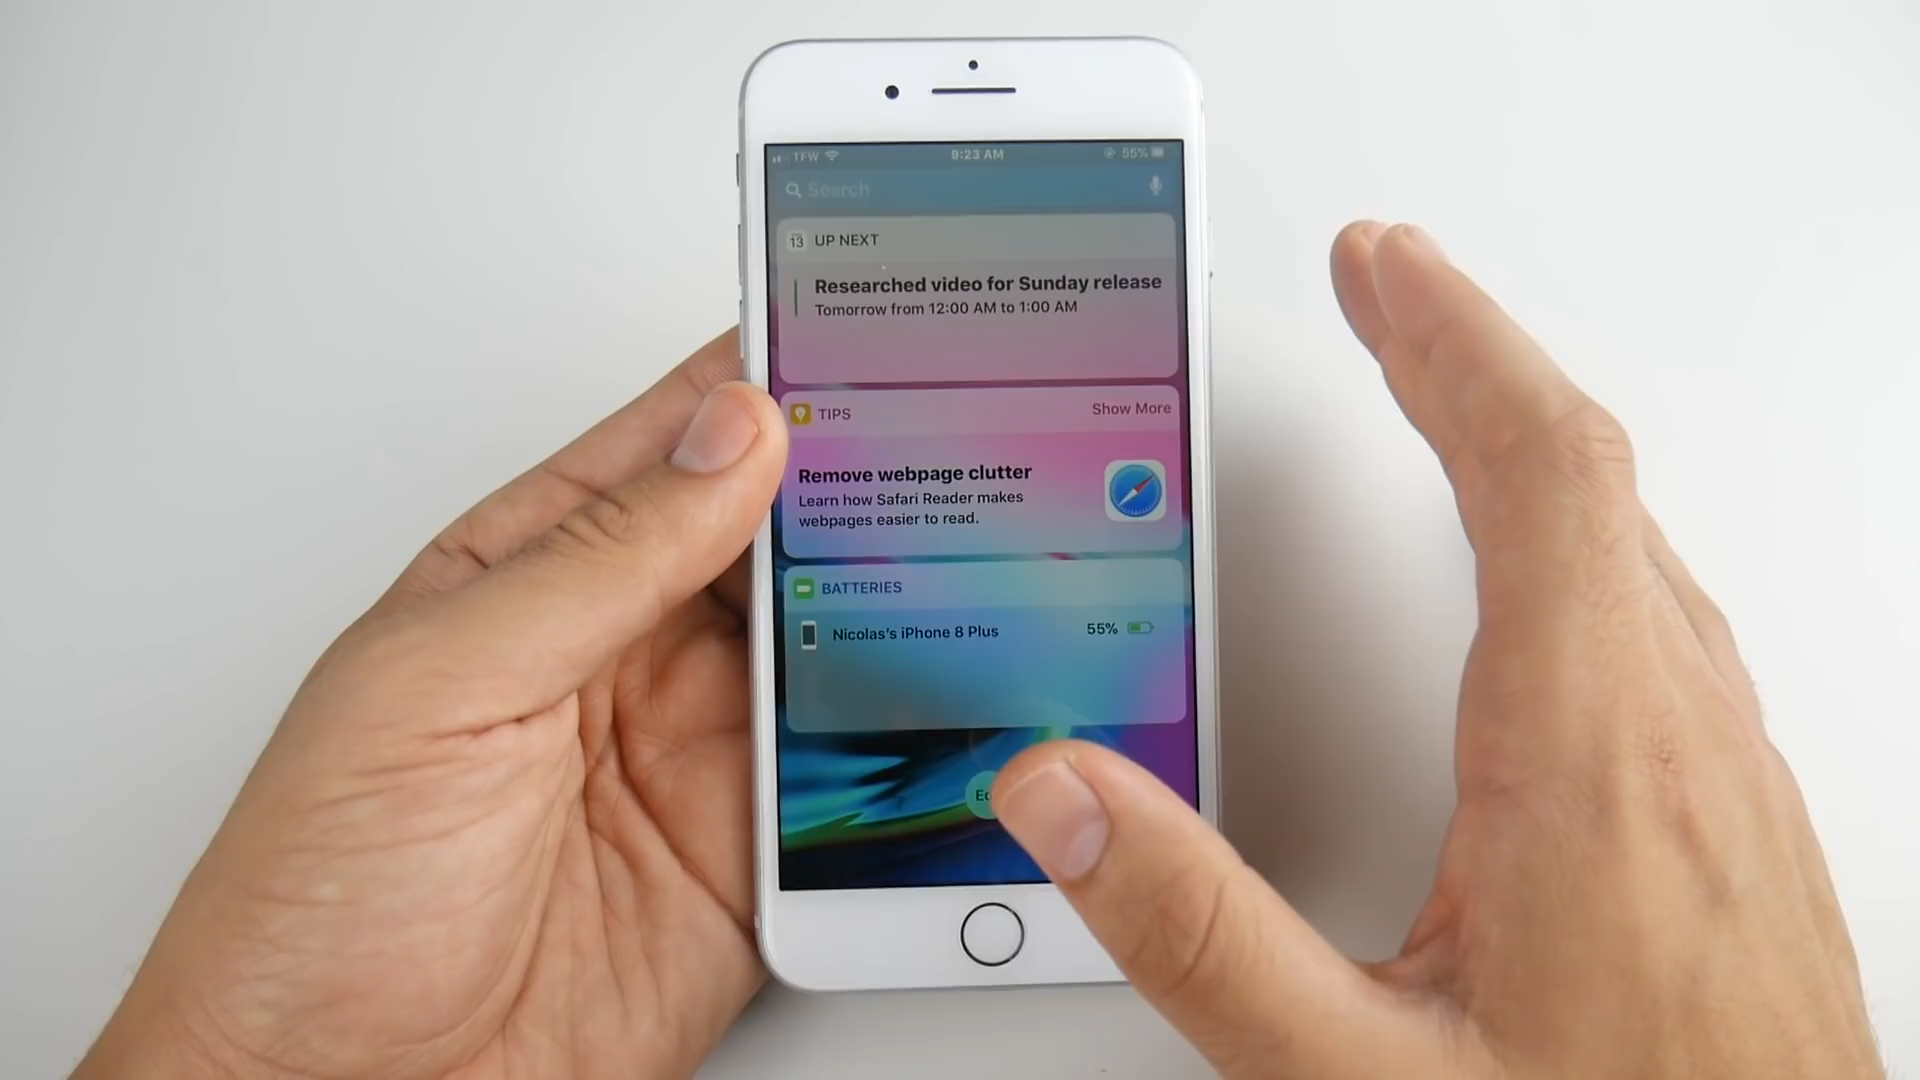 TFW 9:23 AM 55%
Search
13 UP NEXT
Researched video for Sunday release
Tomorrow from 12:00 AM to 1:00 AM
TIPS Show More
Remove webpage clutter
Learn how Safari Reader makes
webpages easier to read.
BATTERIES
Nicolas's iPhone 8 Plus 55%